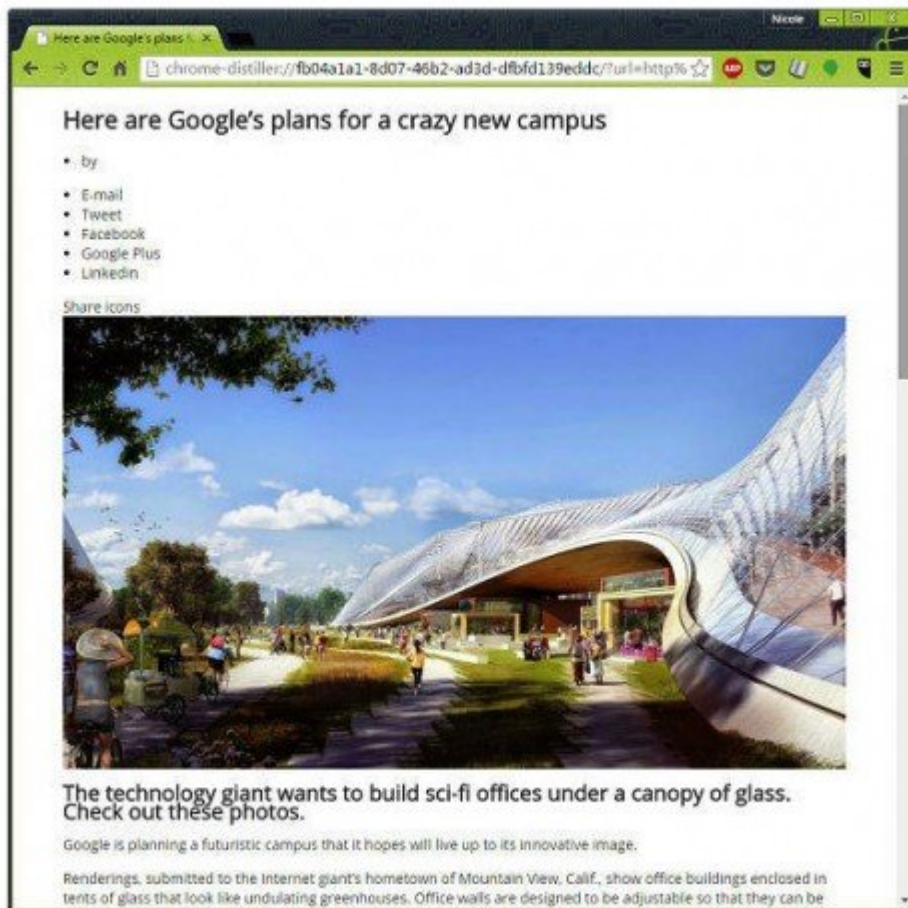 Nicole
Here are Google's plans f
chrome-distiller://fb04a1a1-8d07-46b2-ad3d-dfbfd139eddc/?url=http%
ABP
Here are Google's plans for a crazy new campus
by
E-mail
Tweet
Facebook
Google Plus
Linkedin
Share icons
The technology giant wants to build sci-fi offices under a canopy of glass.
Check out these photos.
Google is planning a futuristic campus that it hopes will live up to its innovative image.
Renderings, submitted to the Internet giant's hometown of Mountain View, Calif., show office buildings enclosed in
tents of glass that look like undulating greenhouses. Office walls are designed to be adjustable so that they can be